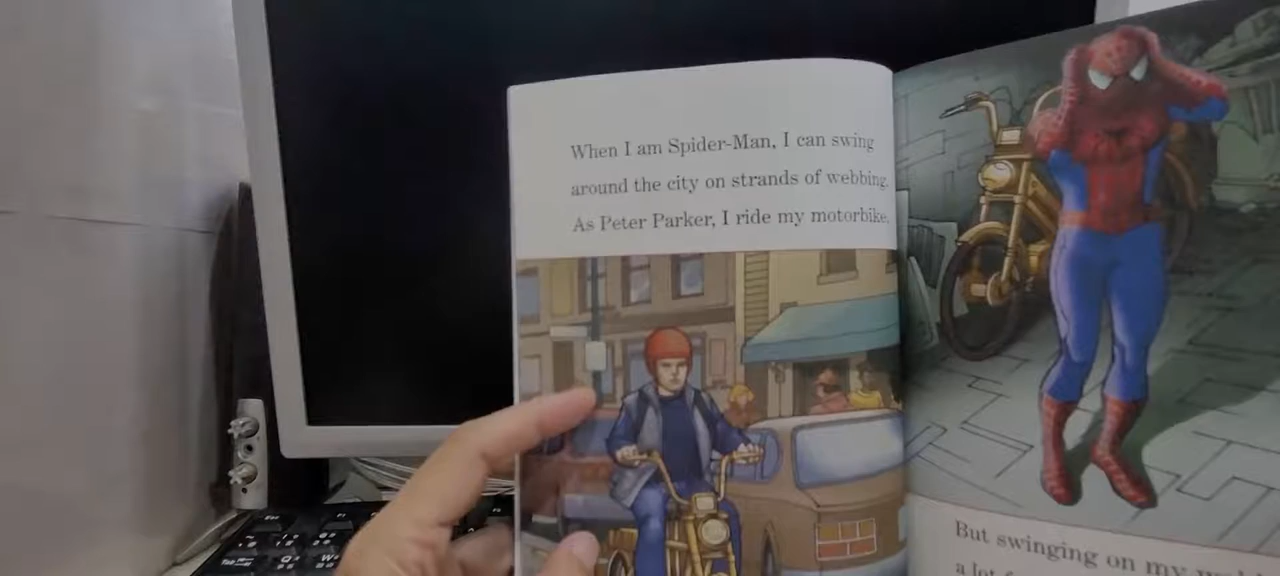 When I am Spider-Man, I can swing
around the city on strands of webbing.
As Peter Parker, I ride my motorbike.
But swinging on my
a lot